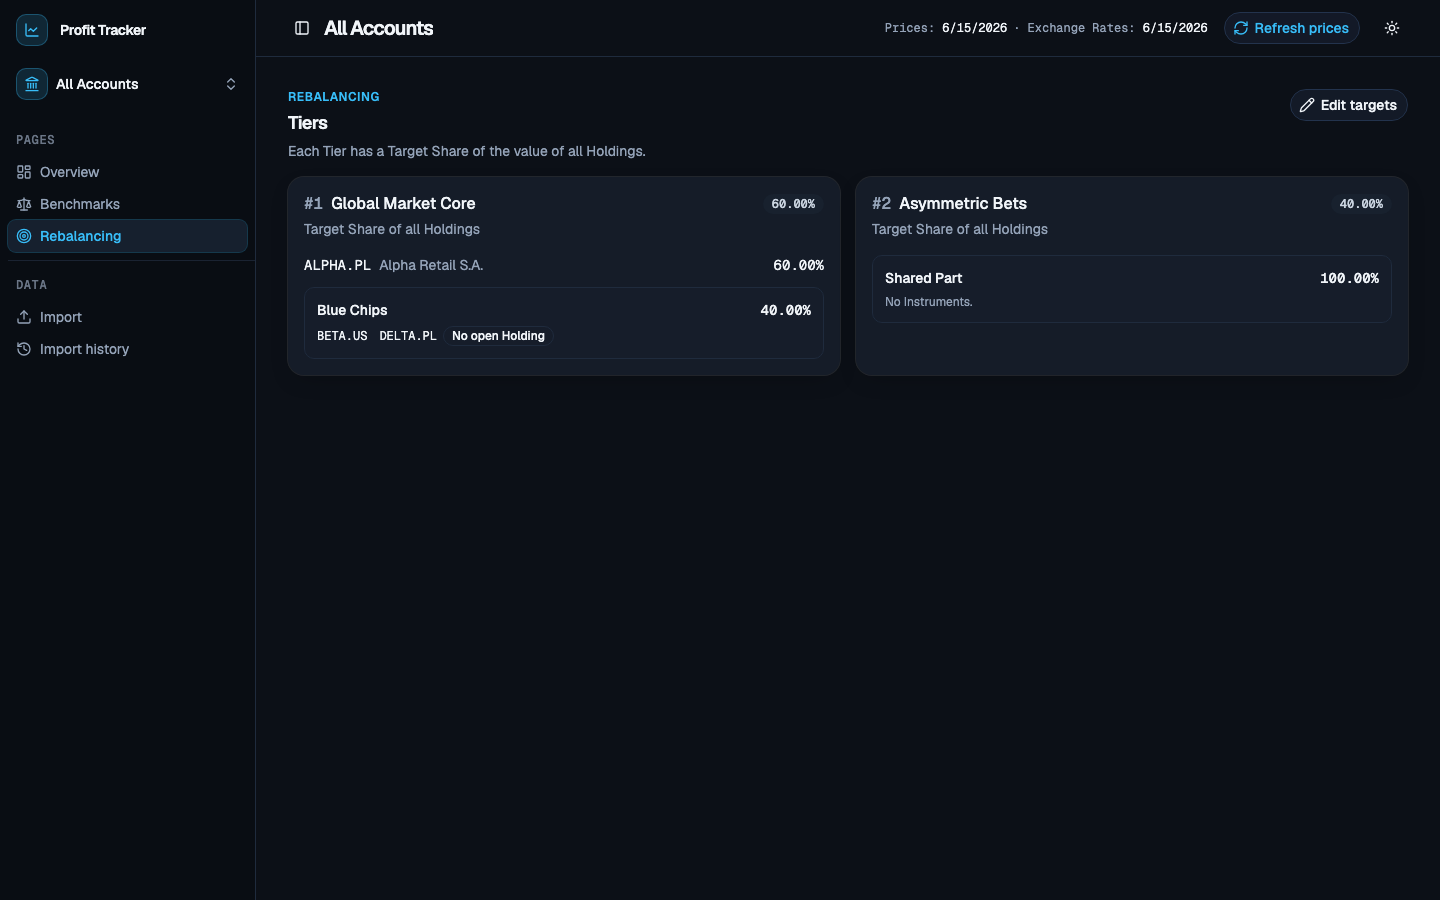 Profit Tracker
All Accounts
PAGES
Overview
Benchmarks
Rebalancing
DATA
Import
Import history
All Accounts
Prices: 6/15/2026 · Exchange Rates: 6/15/2026
Refresh prices
REBALANCING
Tiers
Each Tier has a Target Share of the value of all Holdings.
Edit targets
#1 Global Market Core 60.00%
Target Share of all Holdings
ALPHA.PL Alpha Retail S.A. 60.00%
Blue Chips 40.00%
BETA.US DELTA.PL No open Holding
#2 Asymmetric Bets 40.00%
Target Share of all Holdings
Shared Part 100.00%
No Instruments.